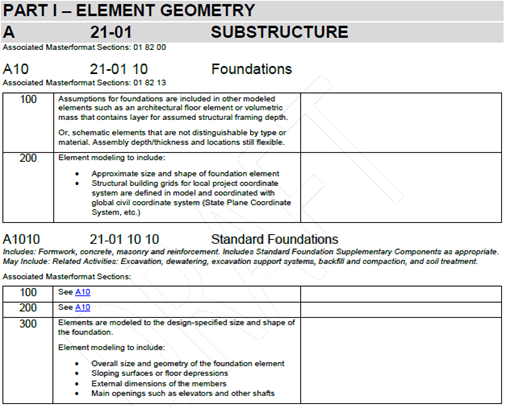 PART I – ELEMENT GEOMETRY
A 21-01 SUBSTRUCTURE
Associated Masterformat Sections: 01 82 00
A10 21-01 10 Foundations
Associated Masterformat Sections: 01 82 13
100 Assumptions for foundations are included in other modeled
elements such as an architectural floor element or volumetric
mass that contains layer for assumed structural framing depth.
Or, schematic elements that are not distinguishable by type or
material. Assembly depth/thickness and locations still flexible.
200 Element modeling to include:
• Approximate size and shape of foundation element
• Structural building grids for local project coordinate
system are defined in model and coordinated with
global civil coordinate system (State Plane Coordinate
System, etc.)
A1010 21-01 10 10 Standard Foundations
Includes: Formwork, concrete, masonry and reinforcement. Includes Standard Foundation Supplementary Components as appropriate.
May Include: Related Activities: Excavation, dewatering, excavation support systems, backfill and compaction, and soil treatment.
Associated Masterformat Sections:
100 See A10
200 See A10
300 Elements are modeled to the design-specified size and shape of
the foundation.
Element modeling to include:
• Overall size and geometry of the foundation element
• Sloping surfaces or floor depressions
• External dimensions of the members
• Main openings such as elevators and other shafts
DRAFT